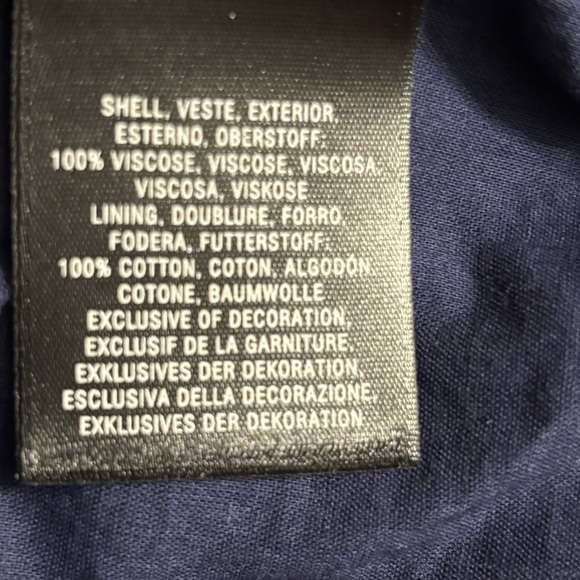 SHELL, VESTE, EXTERIOR,
ESTERNO, OBERSTOFF:
100% VISCOSE, VISCOSE, VISCOSA,
VISCOSA, VISKOSE
LINING, DOUBLURE, FORRO,
FODERA, FUTTERSTOFF:
100% COTTON, COTON, ALGODÓN,
COTONE, BAUMWOLLE
EXCLUSIVE OF DECORATION,
EXCLUSIF DE LA GARNITURE,
EXKLUSIVES DER DEKORATION,
ESCLUSIVA DELLA DECORAZIONE,
EXKLUSIVES DER DEKORATION